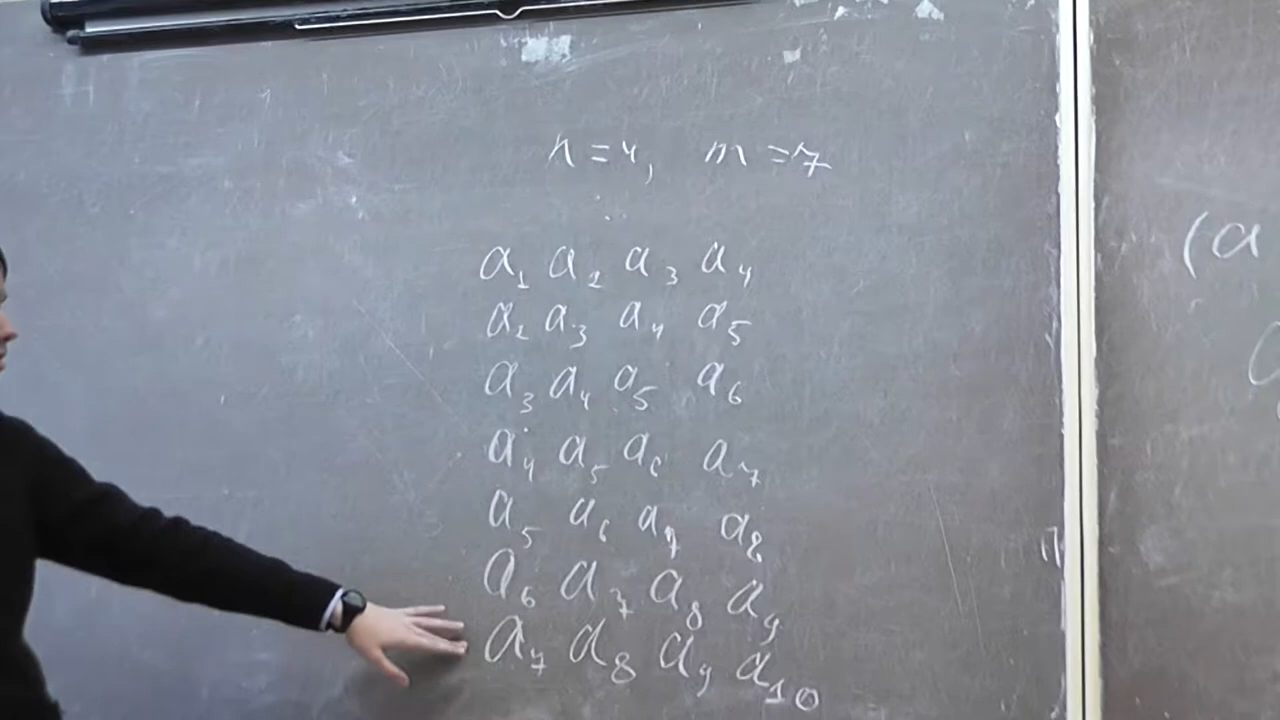 n=4, m=7
a₁ a₂ a₃ a₄
a₂ a₃ a₄ a₅
a₃ a₄ a₅ a₆
a₄ a₅ a₆ a₇
a₅ a₆ a₇ a₈
a₆ a₇ a₈ a₉
a₇ a₈ a₉ a₁₀
(a